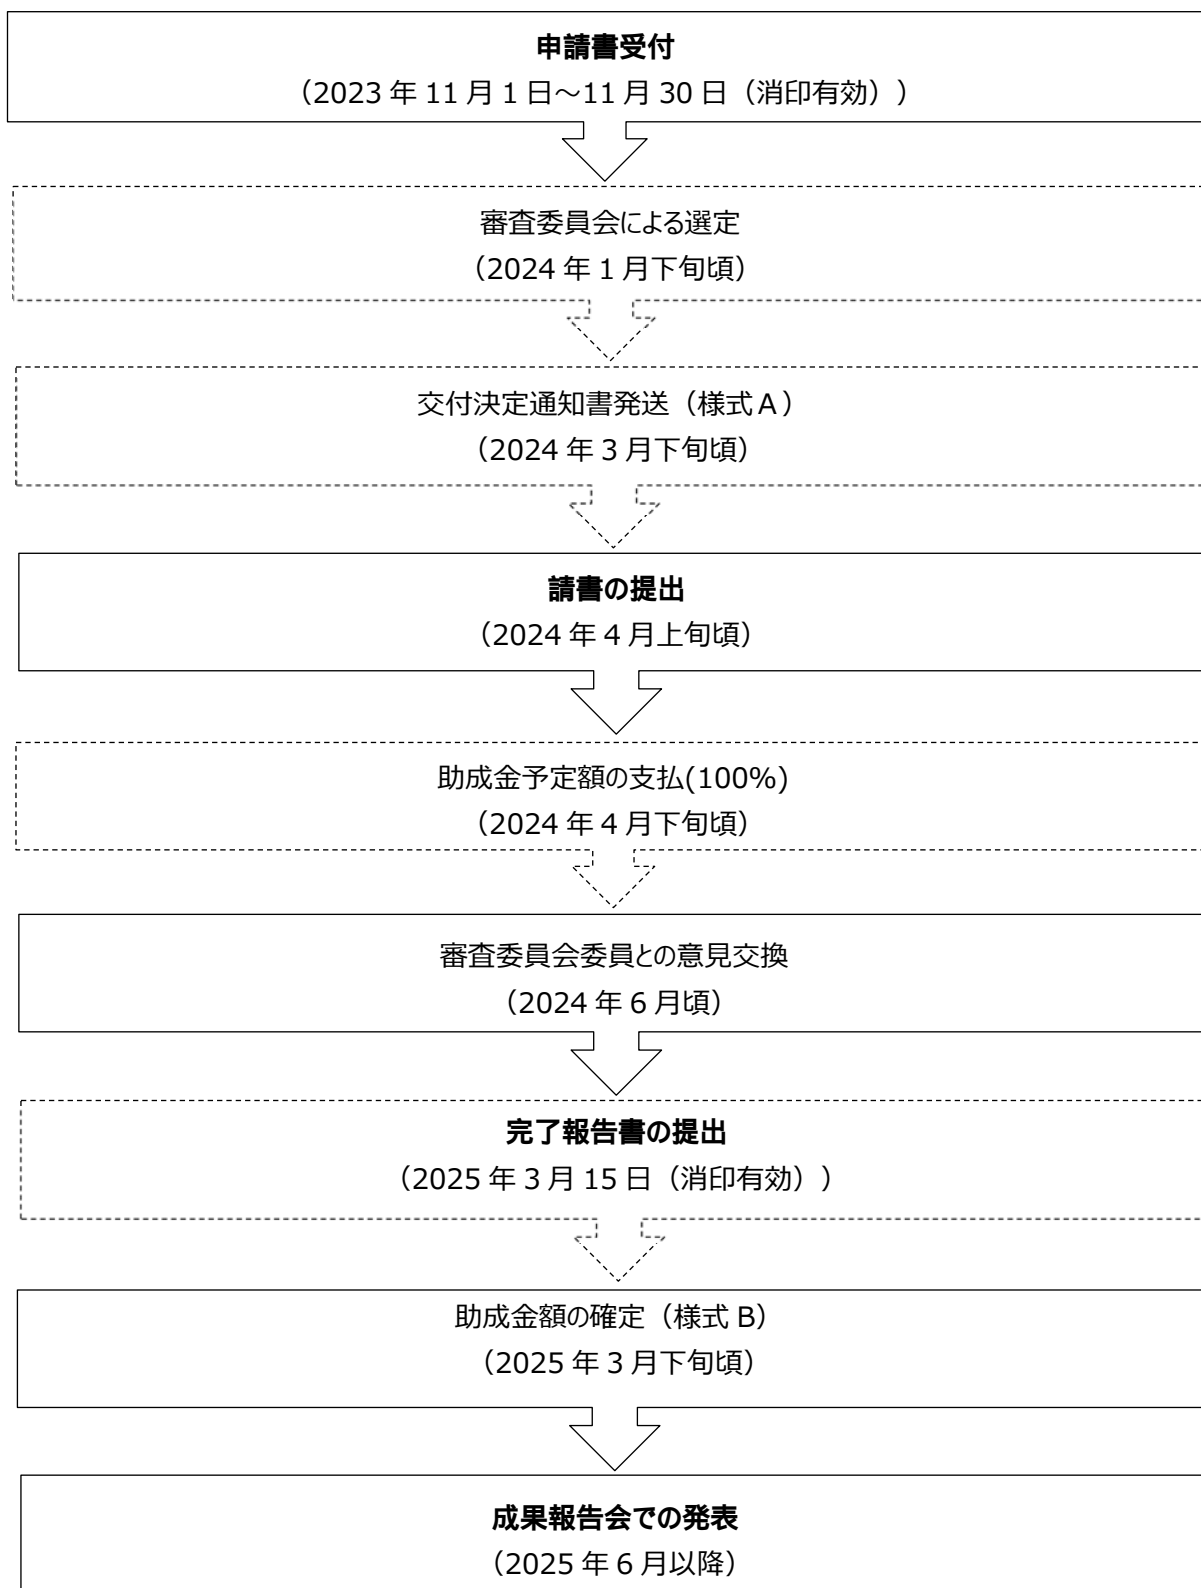 申請書受付
（2023 年 11 月 1 日～11 月 30 日（消印有効））
審査委員会による選定
（2024 年 1 月下旬頃）
交付決定通知書発送（様式Ａ）
（2024 年 3 月下旬頃）
請書の提出
（2024 年 4 月上旬頃）
助成金予定額の支払(100%)
（2024 年 4 月下旬頃）
審査委員会委員との意見交換
（2024 年 6 月頃）
完了報告書の提出
（2025 年 3 月 15 日（消印有効））
助成金額の確定（様式 B）
（2025 年 3 月下旬頃）
成果報告会での発表
（2025 年 6 月以降）